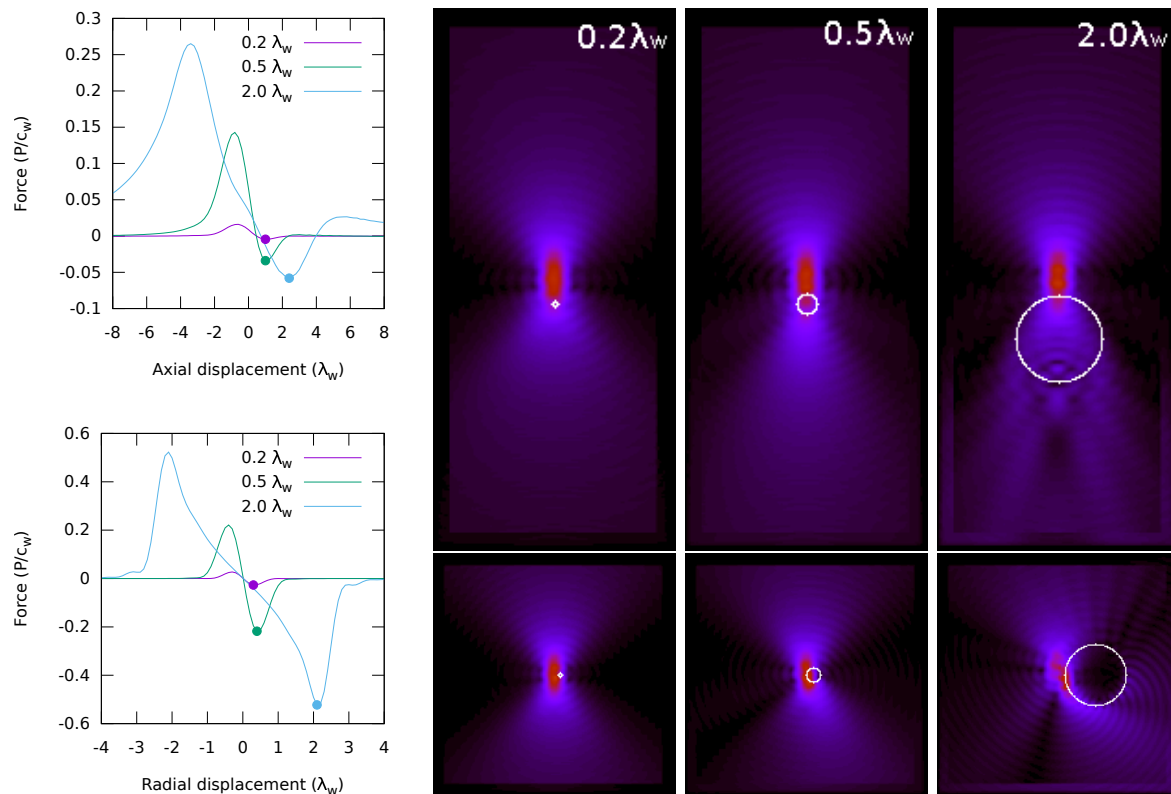 0.3
0.25
0.2
0.15
0.1
0.05
0
-0.05
-0.1
Force (P/c_w)
0.2 λ_w
0.5 λ_w
2.0 λ_w
-8 -6 -4 -2 0 2 4 6 8
Axial displacement (λ_w)
0.6
0.4
0.2
0
-0.2
-0.4
-0.6
Force (P/c_w)
0.2 λ_w
0.5 λ_w
2.0 λ_w
-4 -3 -2 -1 0 1 2 3 4
Radial displacement (λ_w)
0.2λw
0.5λw
2.0λw